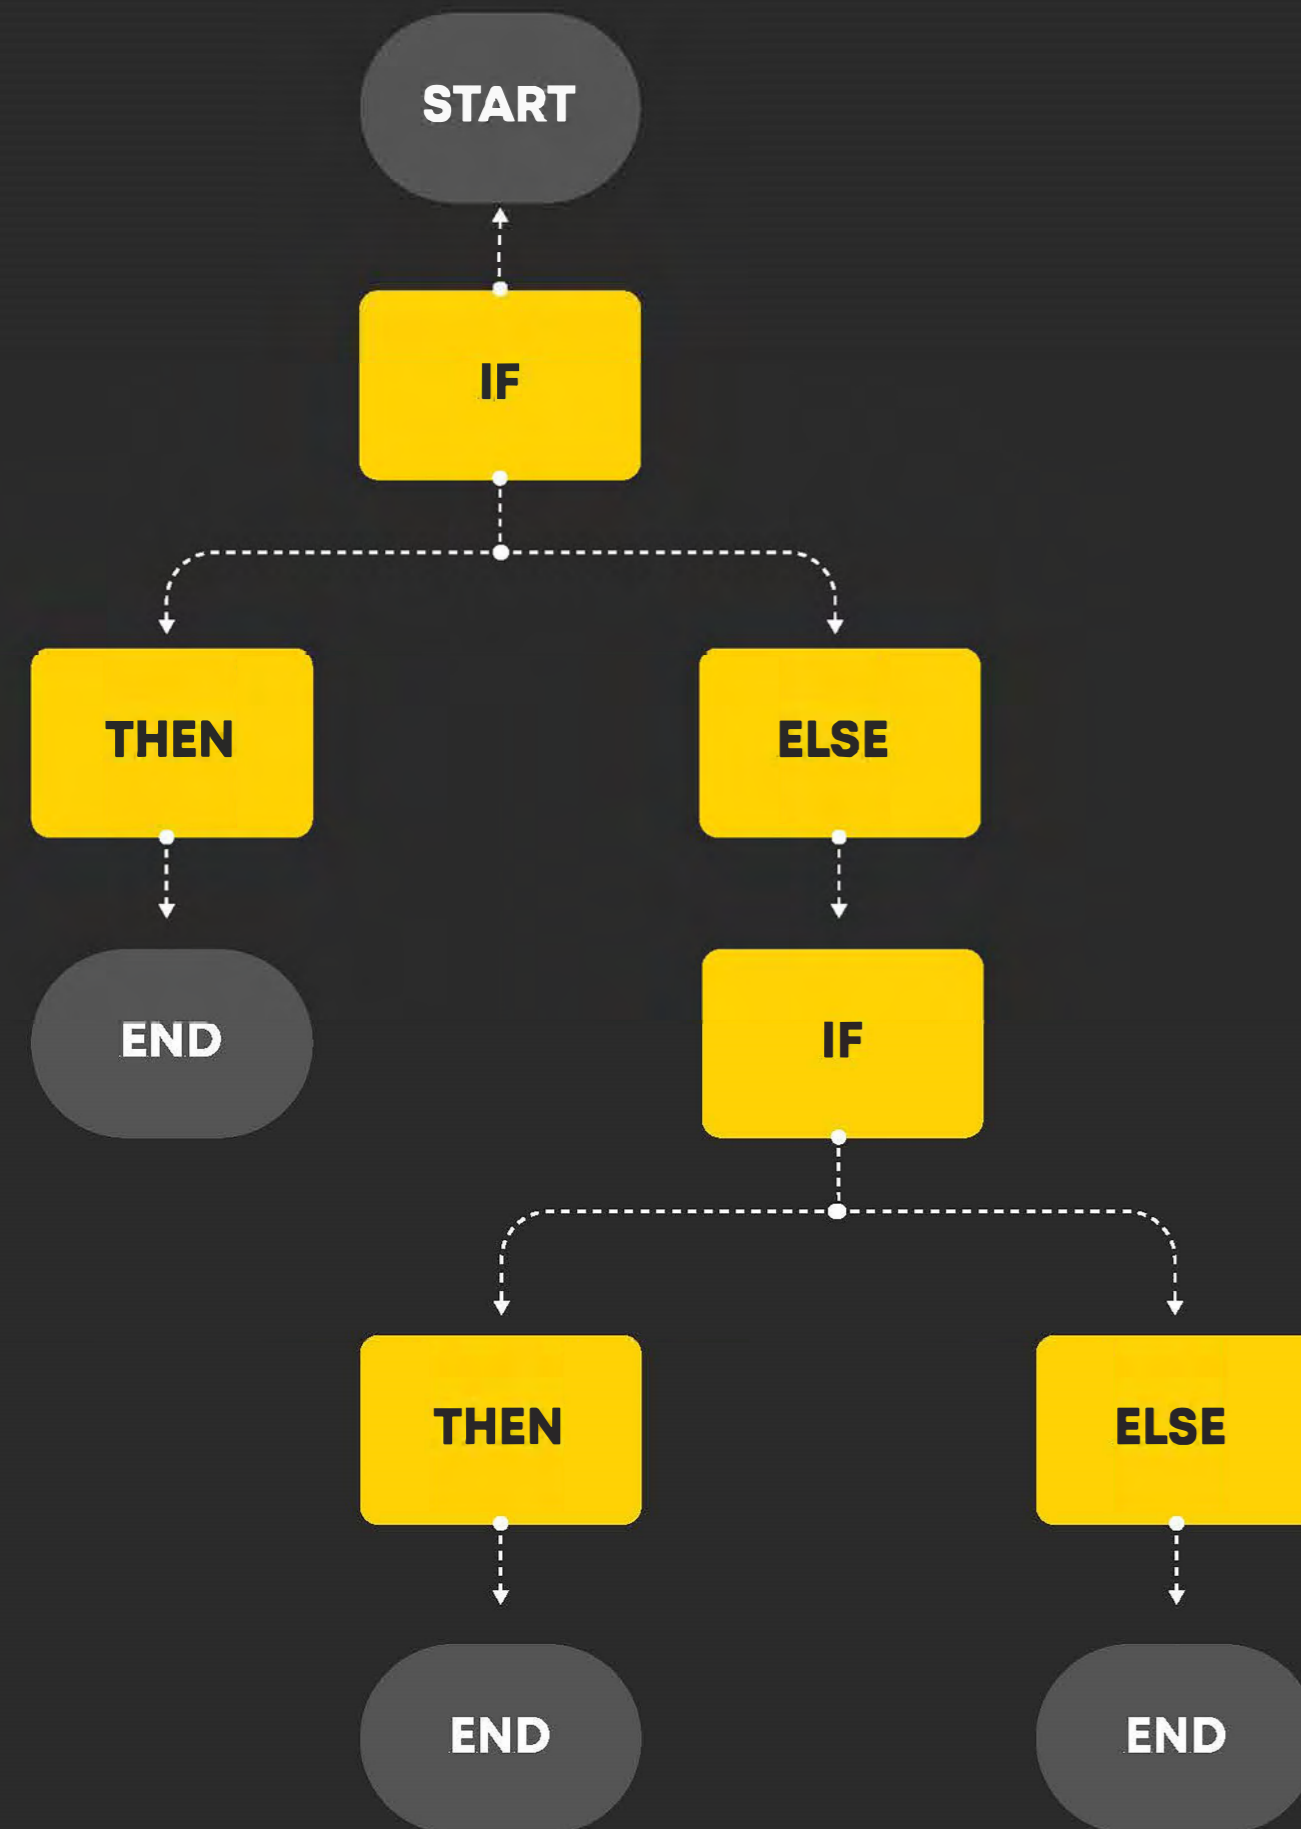 START
IF
THEN
ELSE
END
IF
THEN
ELSE
END
END